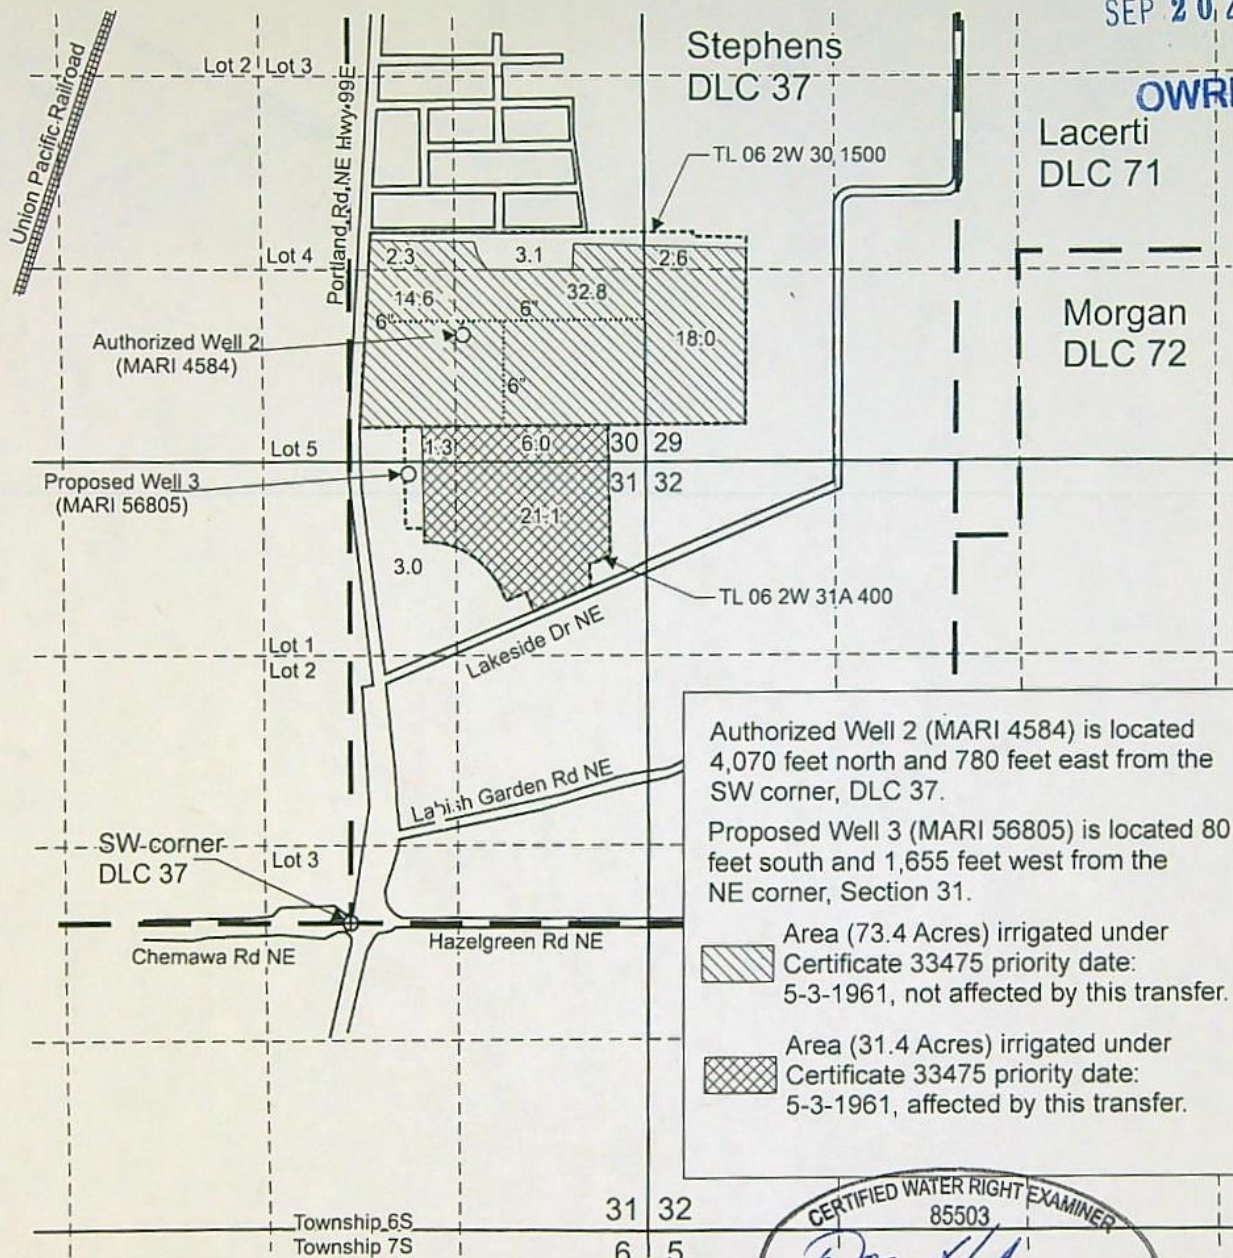 SEP 20
OWR
Union Pacific Railroad
Lot 2
Lot 3
Portland Rd NE Hwy 99E
Stephens
DLC 37
Lacerti
DLC 71
TL 06 2W 30 1500
Lot 4
2.3
3.1
2.6
14.6
6"
32.8
6"
18.0
6"
Morgan
DLC 72
Authorized Well 2
(MARI 4584)
Lot 5
1.3
6.0
30
29
Proposed Well 3
(MARI 56805)
31
32
21.1
3.0
TL 06 2W 31A 400
Lot 1
Lot 2
Lakeside Dr NE
Labish Garden Rd NE
SW corner
DLC 37
Lot 3
Chemawa Rd NE
Hazelgreen Rd NE
Authorized Well 2 (MARI 4584) is located
4,070 feet north and 780 feet east from the
SW corner, DLC 37.
Proposed Well 3 (MARI 56805) is located 80
feet south and 1,655 feet west from the
NE corner, Section 31.
Area (73.4 Acres) irrigated under
Certificate 33475 priority date:
5-3-1961, not affected by this transfer.
Area (31.4 Acres) irrigated under
Certificate 33475 priority date:
5-3-1961, affected by this transfer.
31
32
Township 6S
Township 7S
6
5
CERTIFIED WATER RIGHT EXAMINER
85503